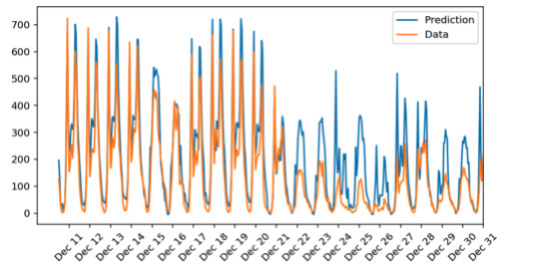 700
600
500
400
300
200
100
0
Prediction
Data
Dec 11
Dec 12
Dec 13
Dec 14
Dec 15
Dec 16
Dec 17
Dec 18
Dec 19
Dec 20
Dec 21
Dec 22
Dec 23
Dec 24
Dec 25
Dec 26
Dec 27
Dec 28
Dec 29
Dec 30
Dec 31